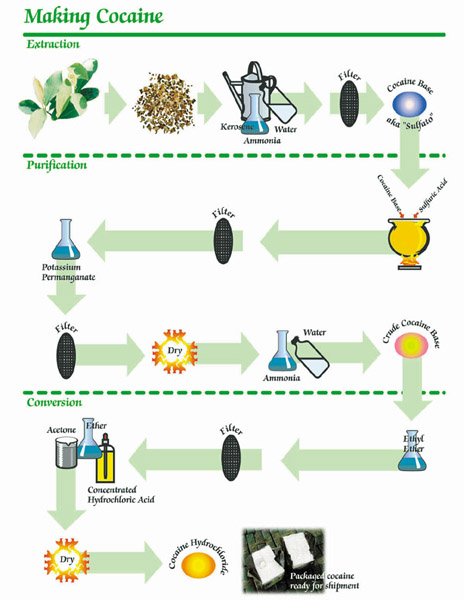 Making Cocaine
Extraction
Kerosene
Water
Ammonia
Filter
Cocaine Base
aka "Sulfato"
Purification
Cocaine Base
Sulfuric Acid
Filter
Potassium
Permanganate
Filter
Dry
Water
Ammonia
Crude Cocaine Base
Conversion
Acetone
Ether
Concentrated
Hydrochloric Acid
Filter
Ethyl
Ether
Dry
Cocaine Hydrochloride
Packaged cocaine
ready for shipment